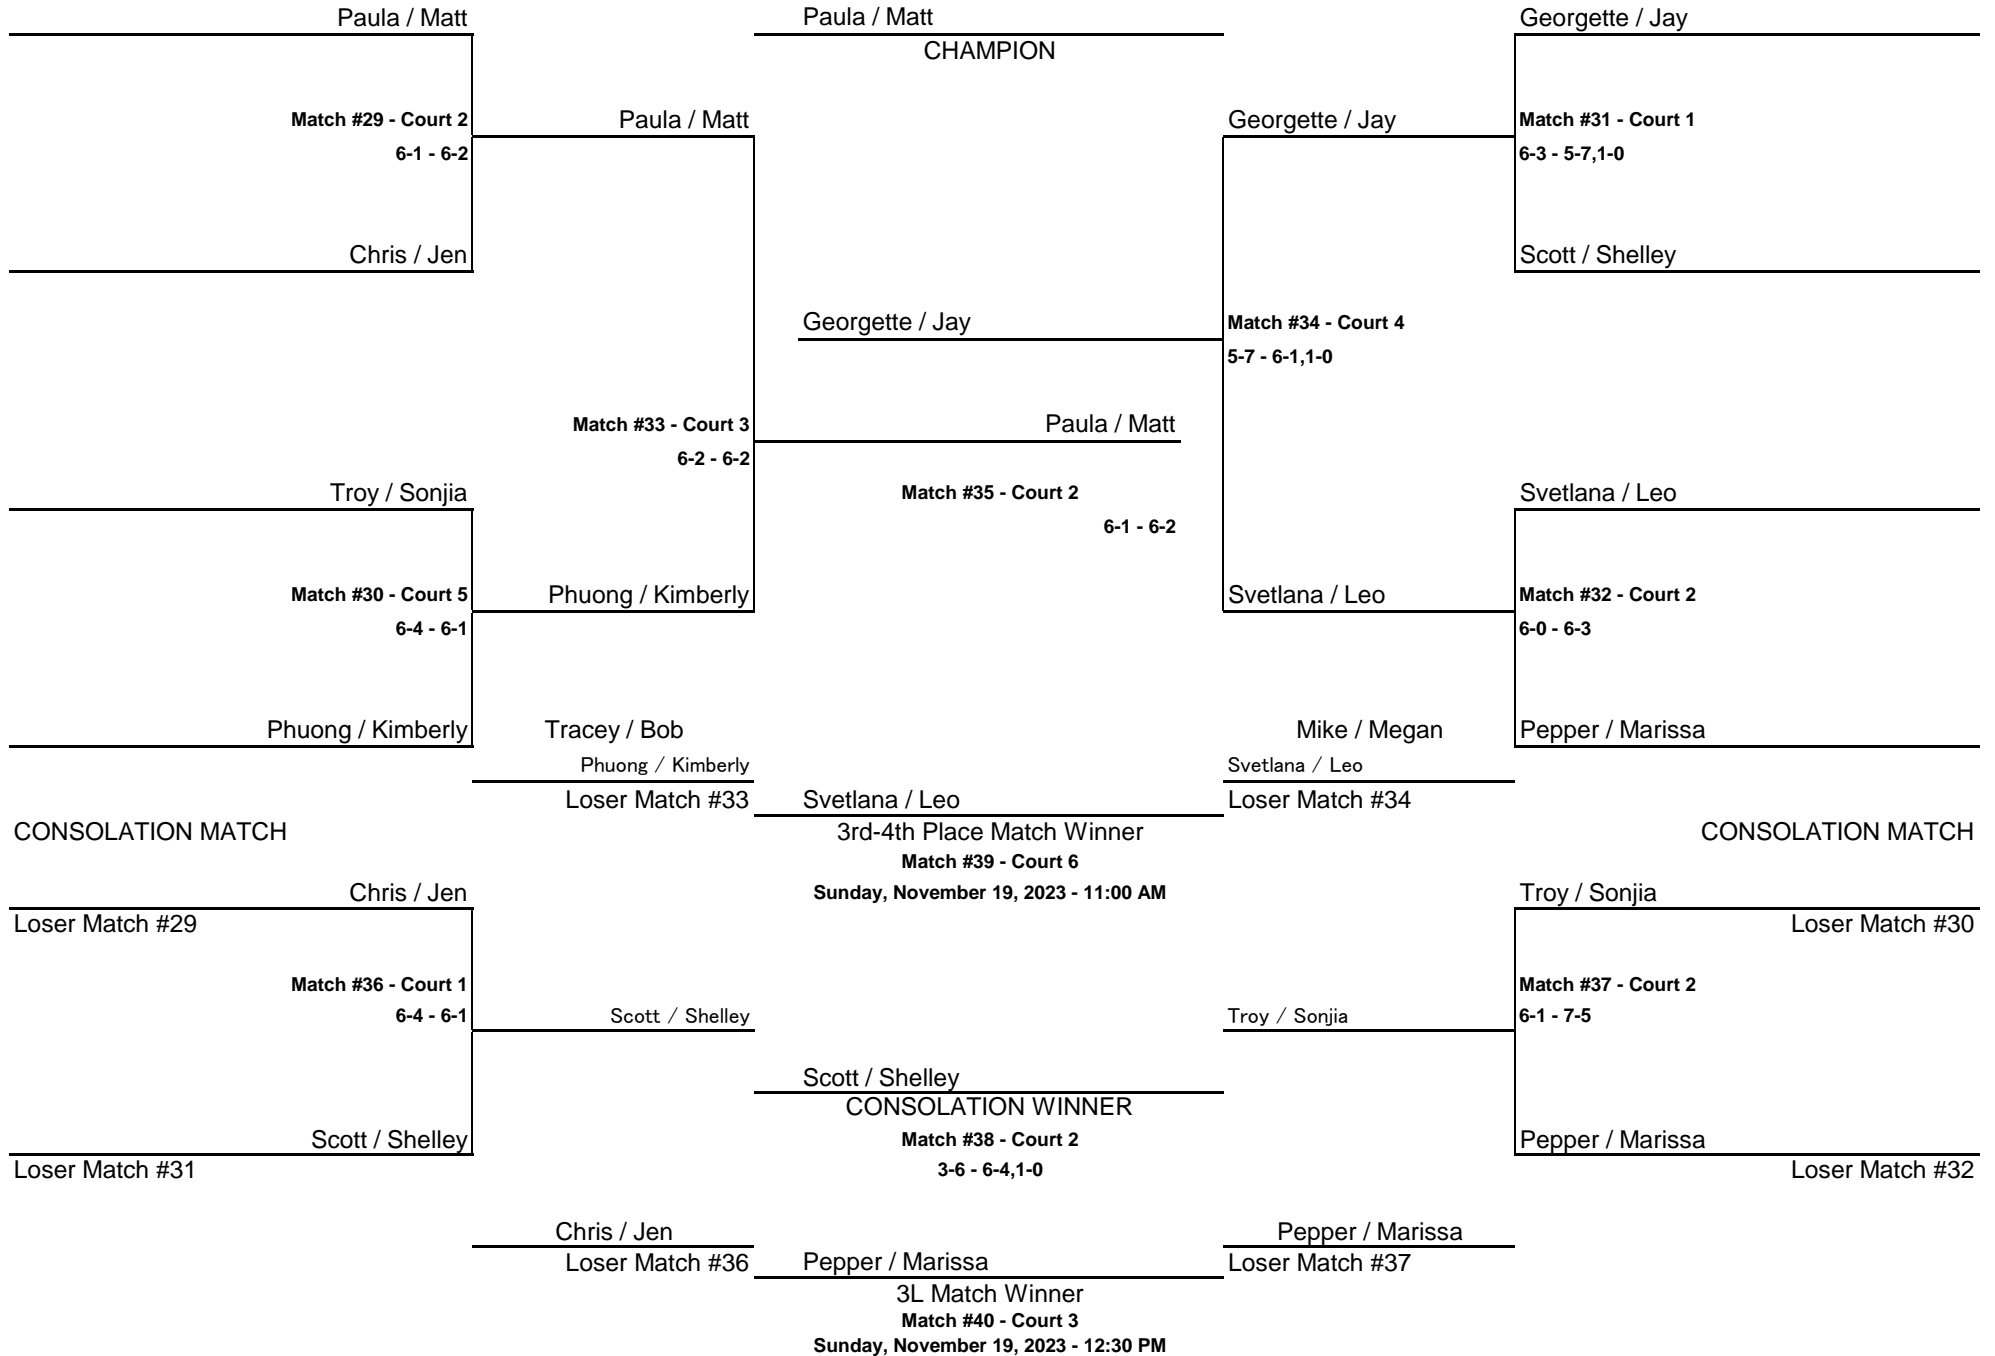 Paula / Matt
Paula / Matt
Georgette / Jay
CHAMPION
Match #29 - Court 2
Paula / Matt
Georgette / Jay
Match #31 - Court 1
6-1 - 6-2
6-3 - 5-7,1-0
Chris / Jen
Scott / Shelley
Georgette / Jay
Match #34 - Court 4
5-7 - 6-1,1-0
Match #33 - Court 3
Paula / Matt
6-2 - 6-2
Troy / Sonjia
Match #35 - Court 2
Svetlana / Leo
6-1 - 6-2
Match #30 - Court 5
Phuong / Kimberly
Svetlana / Leo
Match #32 - Court 2
6-4 - 6-1
6-0 - 6-3
Phuong / Kimberly
Tracey / Bob
Mike / Megan
Pepper / Marissa
Phuong / Kimberly
Svetlana / Leo
Loser Match #33
Svetlana / Leo
Loser Match #34
CONSOLATION MATCH
3rd-4th Place Match Winner
CONSOLATION MATCH
Match #39 - Court 6
Chris / Jen
Sunday, November 19, 2023 - 11:00 AM
Troy / Sonjia
Loser Match #29
Loser Match #30
Match #36 - Court 1
Match #37 - Court 2
6-4 - 6-1
Scott / Shelley
Troy / Sonjia
6-1 - 7-5
Scott / Shelley
CONSOLATION WINNER
Scott / Shelley
Match #38 - Court 2
Pepper / Marissa
Loser Match #31
3-6 - 6-4,1-0
Loser Match #32
Chris / Jen
Pepper / Marissa
Loser Match #36
Pepper / Marissa
Loser Match #37
3L Match Winner
Match #40 - Court 3
Sunday, November 19, 2023 - 12:30 PM